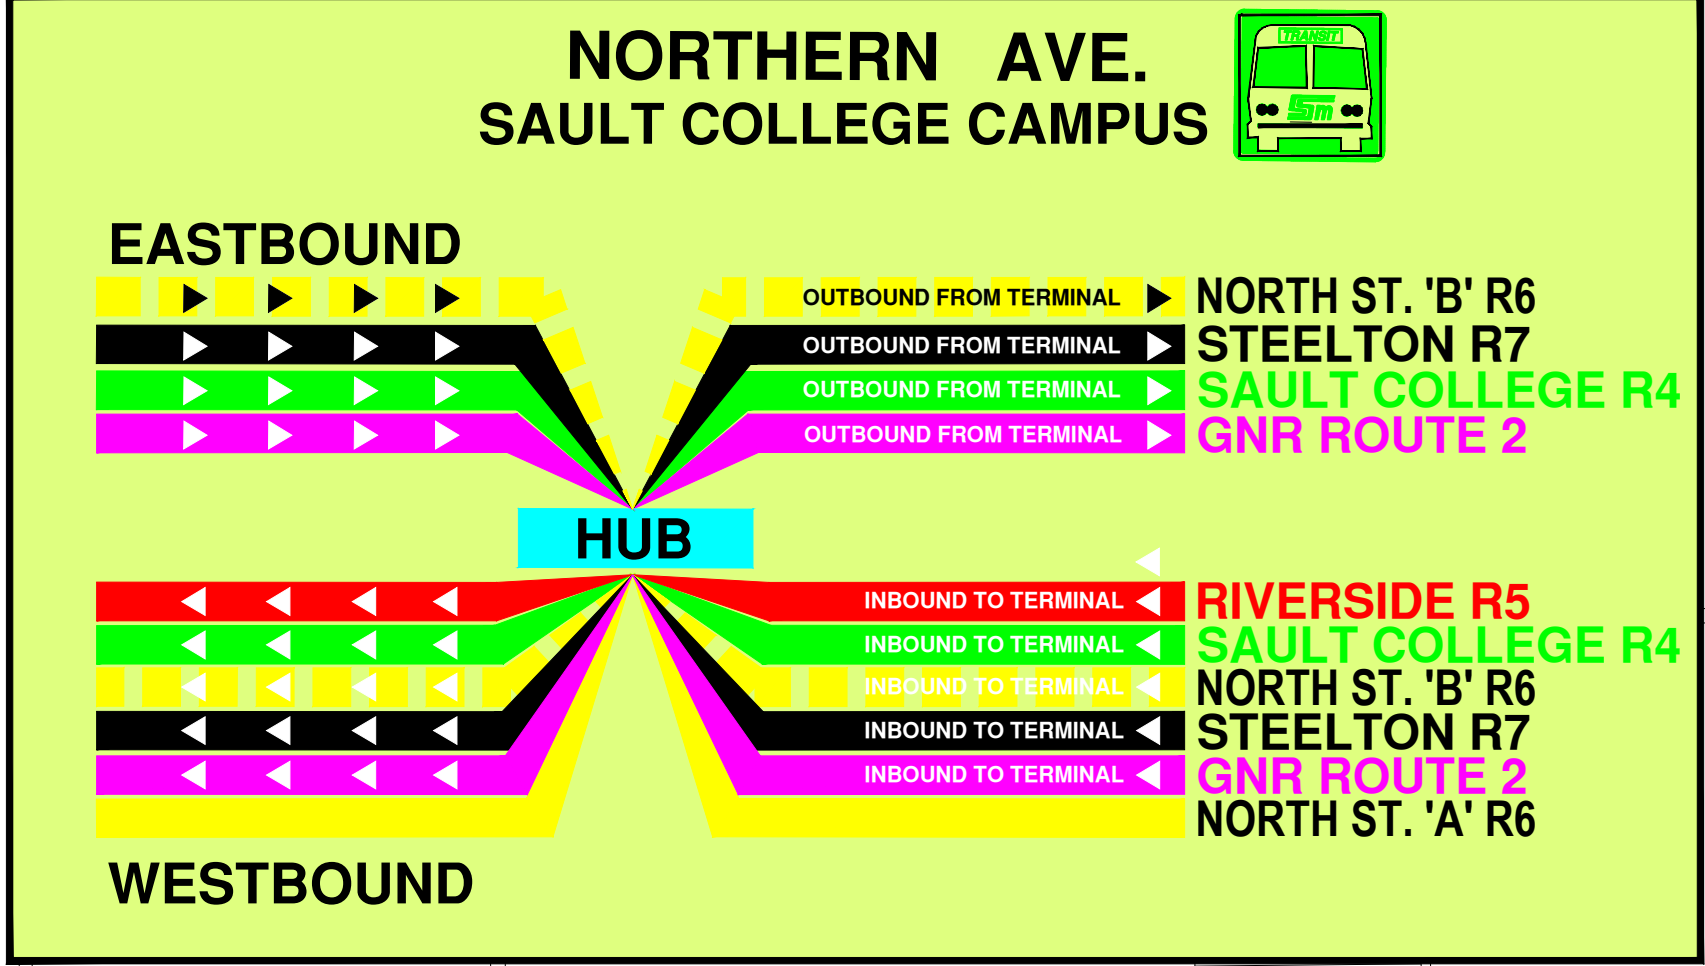 NORTHERN AVE.
SAULT COLLEGE CAMPUS
TRANSIT
SSm
EASTBOUND
OUTBOUND FROM TERMINAL NORTH ST. 'B' R6
OUTBOUND FROM TERMINAL STEELTON R7
OUTBOUND FROM TERMINAL SAULT COLLEGE R4
OUTBOUND FROM TERMINAL GNR ROUTE 2
HUB
INBOUND TO TERMINAL RIVERSIDE R5
INBOUND TO TERMINAL SAULT COLLEGE R4
INBOUND TO TERMINAL NORTH ST. 'B' R6
INBOUND TO TERMINAL STEELTON R7
INBOUND TO TERMINAL GNR ROUTE 2
NORTH ST. 'A' R6
WESTBOUND